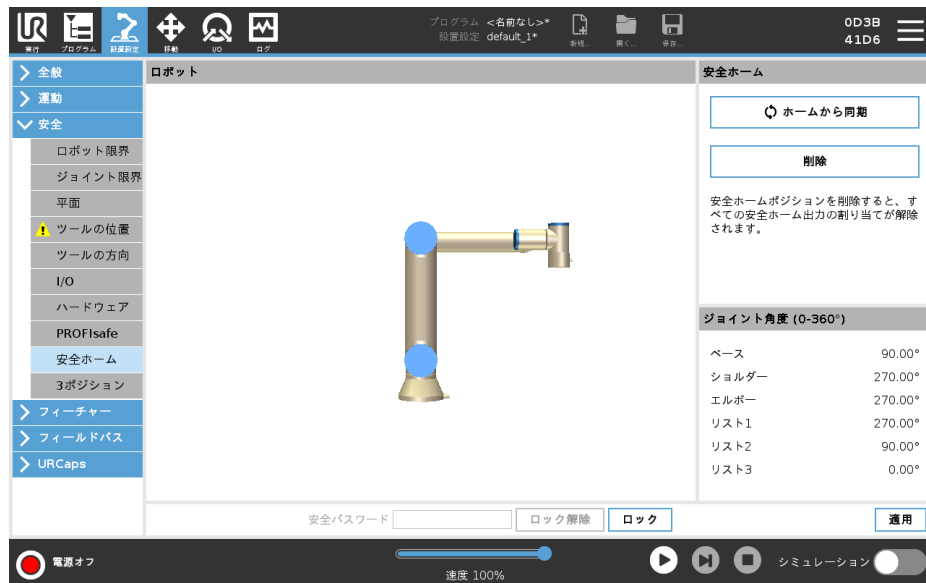 UR
プログラム <名前なし>*
設置設定 default_1*
0D3B
41D6
実行 プログラム 設置設定 移動 I/O ログ
新規... 開く... 保存...
全般
運動
安全
ロボット限界
ジョイント限界
平面
ツールの位置
ツールの方向
I/O
ハードウェア
PROFIsafe
安全ホーム
3ポジション
フィーチャー
フィールドバス
URCaps
ロボット
安全ホーム
ホームから同期
削除
安全ホームポジションを削除すると、す
べての安全ホーム出力の割り当てが解除
されます。
ジョイント角度 (0-360°)
ベース 90.00°
ショルダー 270.00°
エルボー 270.00°
リスト1 270.00°
リスト2 90.00°
リスト3 0.00°
安全パスワード ロック解除 ロック 適用
電源オフ
速度 100%
シミュレーション